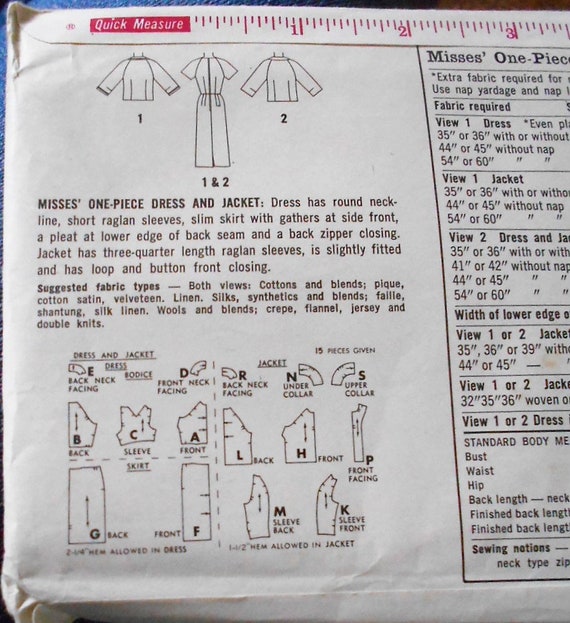 ® Quick Measure 1 2 3
1
2
1 & 2
MISSES' ONE-PIECE DRESS AND JACKET: Dress has round neck-
line, short raglan sleeves, slim skirt with gathers at side front,
a pleat at lower edge of back seam and a back zipper closing.
Jacket has three-quarter length raglan sleeves, is slightly fitted
and has loop and button front closing.
Suggested fabric types — Both views: Cottons and blends; pique,
cotton satin, velveteen. Linen. Silks, synthetics and blends; faille,
shantung, silk linen. Wools and blends; crepe, flannel, jersey and
double knits.
DRESS AND JACKET
15 PIECES GIVEN
DRESS
BODICE
E
BACK NECK
FACING
D
FRONT NECK
FACING
B
BACK
C
SLEEVE
A
FRONT
SKIRT
G BACK
FRONT F
2-1/4" HEM ALLOWED IN DRESS
JACKET
R
BACK NECK
FACING
N
UNDER
COLLAR
S
UPPER
COLLAR
L
BACK
H
FRONT
P
FRONT
FACING
M
SLEEVE
BACK
K
SLEEVE
FRONT
1-1/2" HEM ALLOWED IN JACKET
Misses' One-Piec
*Extra fabric required for
Use nap yardage and nap
Fabric required S
View 1 Dress *Even pla
35" or 36" with or without
44" or 45" without nap
54" or 60" " "
View 1 Jacket
35" or 36" with or witho
44" or 45" without nap
54" or 60" " "
View 2 Dress and Ja
35" or 36" with or witho
41" or 42" without nap
44" or 45" " "
54" or 60" " "
Width of lower edge o
View 1 or 2 Jacket
35", 36" or 39" with
44" or 45" —
View 1 or 2 Jacke
32"35"36" woven o
View 1 or 2 Dress
STANDARD BODY ME
Bust
Waist
Hip
Back length — neck
Finished back length
Finished back length
Sewing notions —
neck type zip